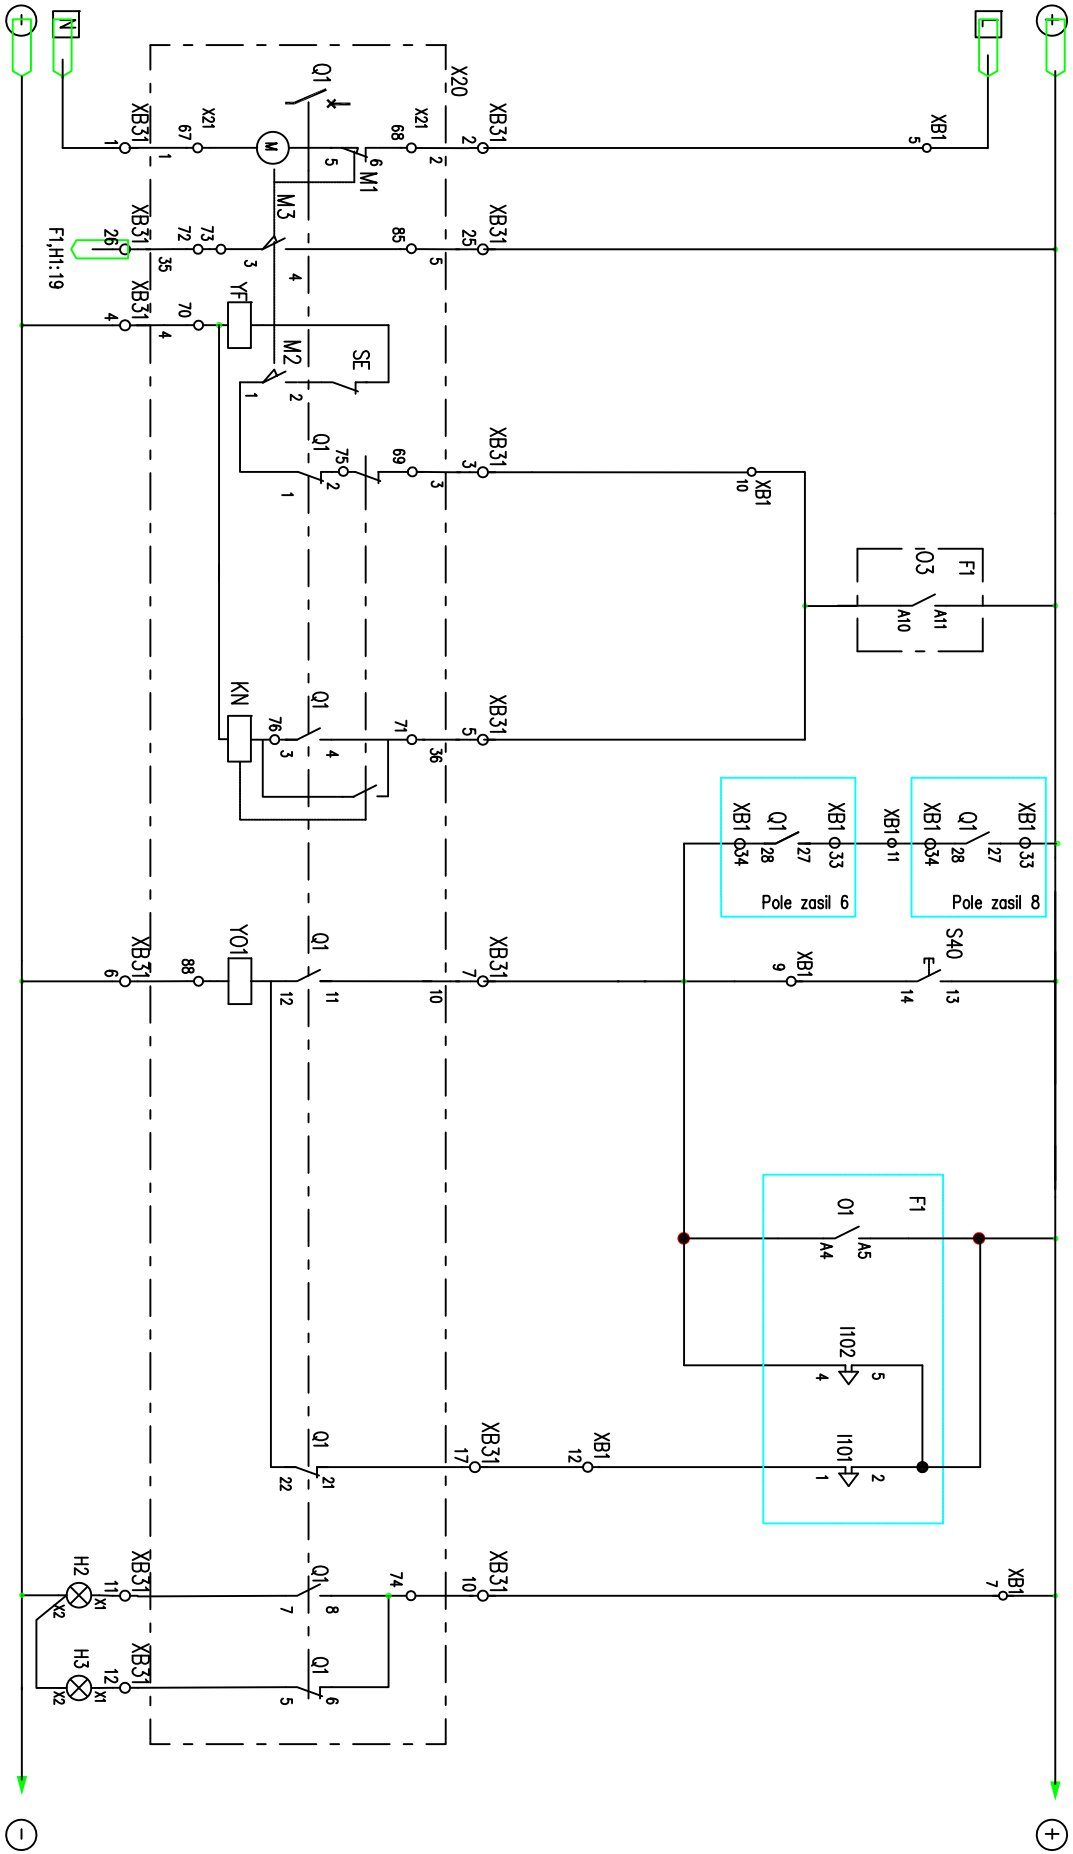 +
L
N
-
XB1
5
XB31
2
X20
2
X21
68
6
M1
5
Q1
M
X21
67
1
XB31
1
XB31
25
5
85
M3
4
3
73
72
35
XB31
26
F1,H1:19
YF
70
4
XB31
4
SE
M2
2
1
XB1
10
XB31
3
3
69
75
Q1
2
1
F1
O3
A11
A10
XB31
5
36
71
Q1
4
3
76
KN
XB1
33
27
Q1
28
XB1
34
Pole zasil 8
XB1
11
XB1
33
27
Q1
28
XB1
34
Pole zasil 6
S40
13
14
XB1
9
XB31
7
10
Q1
11
12
YO1
88
XB31
6
F1
O1
A5
A4
I102
5
4
I101
2
1
XB1
12
XB31
17
Q1
21
22
XB1
7
XB31
10
74
Q1
8
7
XB31
11
H2
X1
X2
Q1
6
5
XB31
12
H3
X1
X2
+
-